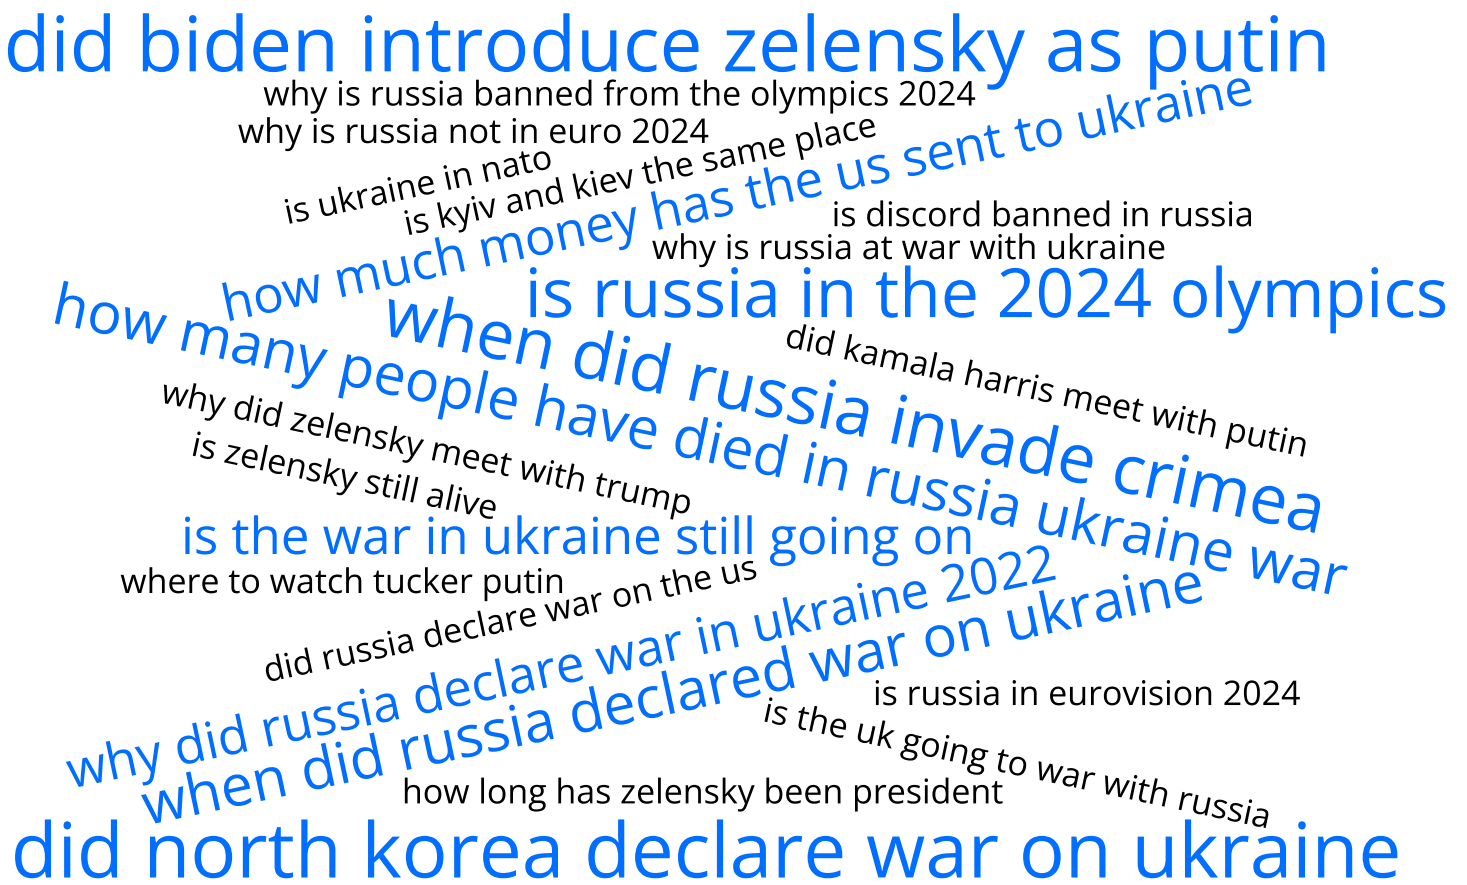 did biden introduce zelensky as putin
why is russia banned from the olympics 2024
why is russia not in euro 2024
is ukraine in nato
is kyiv and kiev the same place
how much money has the us sent to ukraine
is discord banned in russia
why is russia at war with ukraine
is russia in the 2024 olympics
when did russia invade crimea
how many people have died in russia ukraine war
did kamala harris meet with putin
why did zelensky meet with trump
is zelensky still alive
is the war in ukraine still going on
where to watch tucker putin
did russia declare war on the us
why did russia declare war in ukraine 2022
when did russia declared war on ukraine
is russia in eurovision 2024
is the uk going to war with russia
how long has zelensky been president
did north korea declare war on ukraine